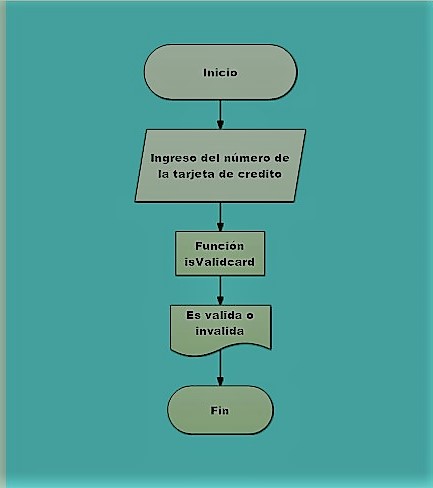 Inicio
Ingreso del número de
la tarjeta de credito
Función
isValidcard
Es valida o
invalida
Fin